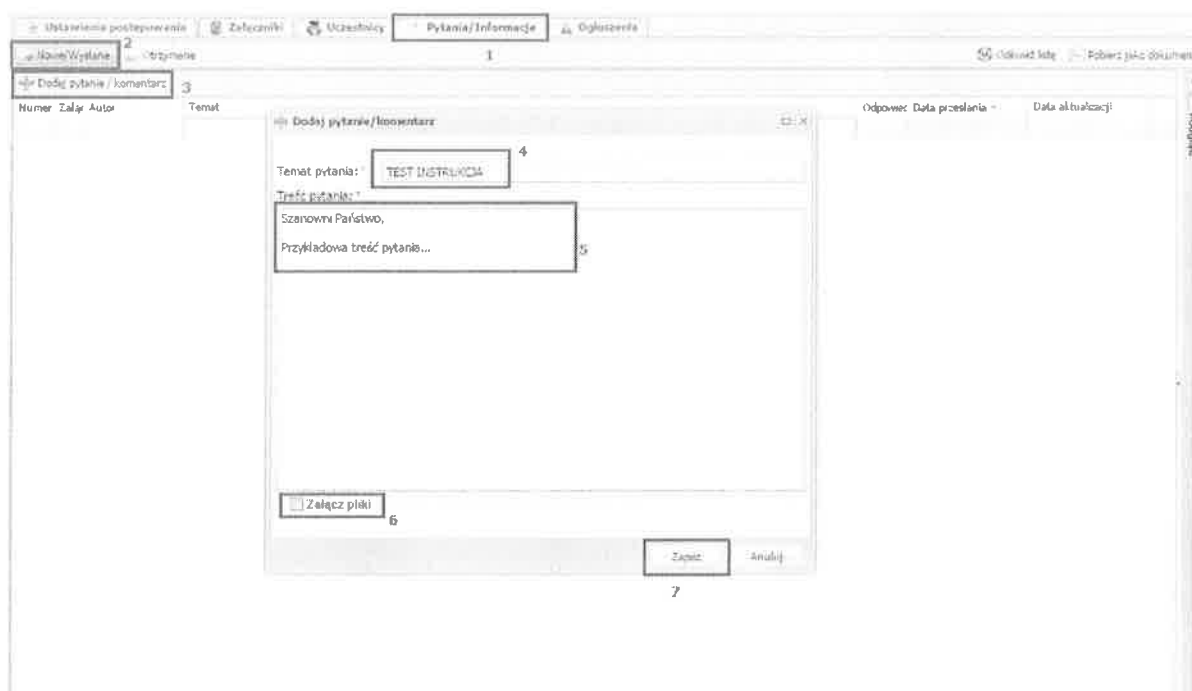 Ustawienia postępowania Załączniki Uczestnicy Pytania/Informacje Ogłoszenia
Nowe/Wysłane 2 Otrzymane 1 Odśwież listę Pobierz jako dokument
Dodaj pytanie / komentarz 3
Numer Załąc Autor Temat Odpowiec Data przesłania Data aktualizacji
Dodaj pytanie/komentarz
4
Temat pytania: * TEST INSTRUKCJA
Treść pytania: *
Szanowni Państwo,
Przykładowa treść pytania... 5
Załącz pliki
6
Zapisz Anuluj
7